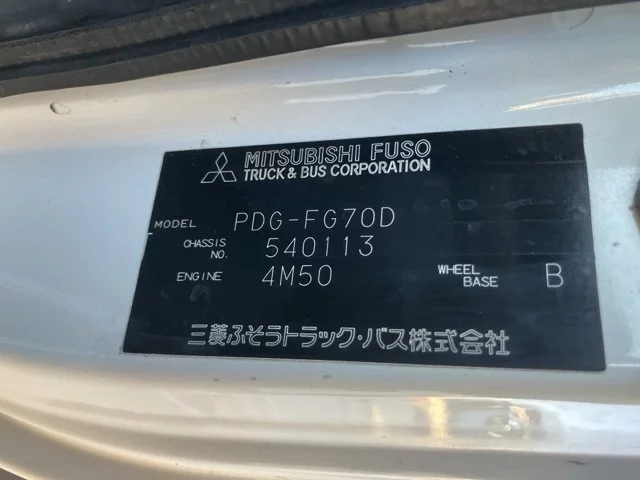 MITSUBISHI FUSO
TRUCK & BUS CORPORATION
MODEL PDG-FG70D
CHASSIS NO. 540113
ENGINE 4M50 WHEEL BASE B
三菱ふそうトラック・バス株式会社